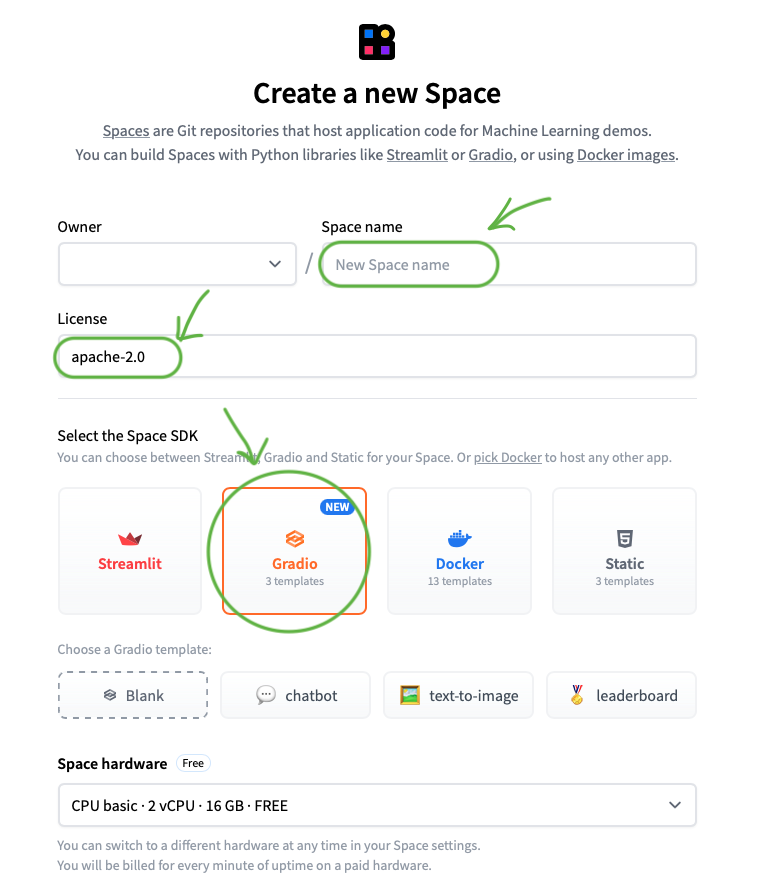 Create a new Space
Spaces are Git repositories that host application code for Machine Learning demos.
You can build Spaces with Python libraries like Streamlit or Gradio, or using Docker images.
Owner
Space name
/
New Space name
License
apache-2.0
Select the Space SDK
You can choose between Streamlit, Gradio and Static for your Space. Or pick Docker to host any other app.
Streamlit
NEW
Gradio
3 templates
Docker
13 templates
Static
3 templates
Choose a Gradio template:
Blank
chatbot
text-to-image
leaderboard
Space hardware Free
CPU basic · 2 vCPU · 16 GB · FREE
You can switch to a different hardware at any time in your Space settings.
You will be billed for every minute of uptime on a paid hardware.